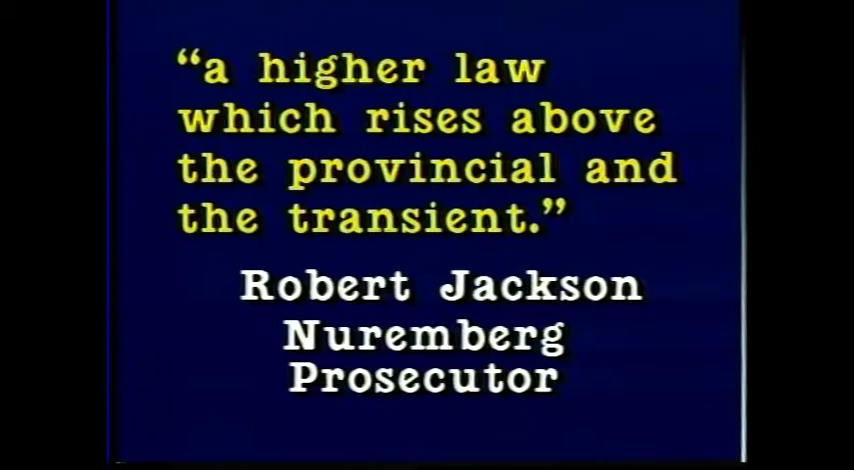 “a higher law
which rises above
the provincial and
the transient.”
Robert Jackson
Nuremberg
Prosecutor